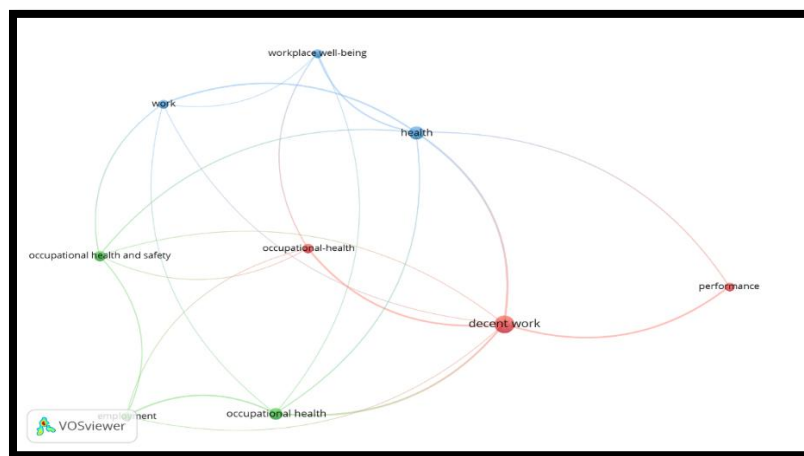 workplace well-being
work
health
occupational health and safety
occupational-health
performance
decent work
employment
occupational health
VOSviewer